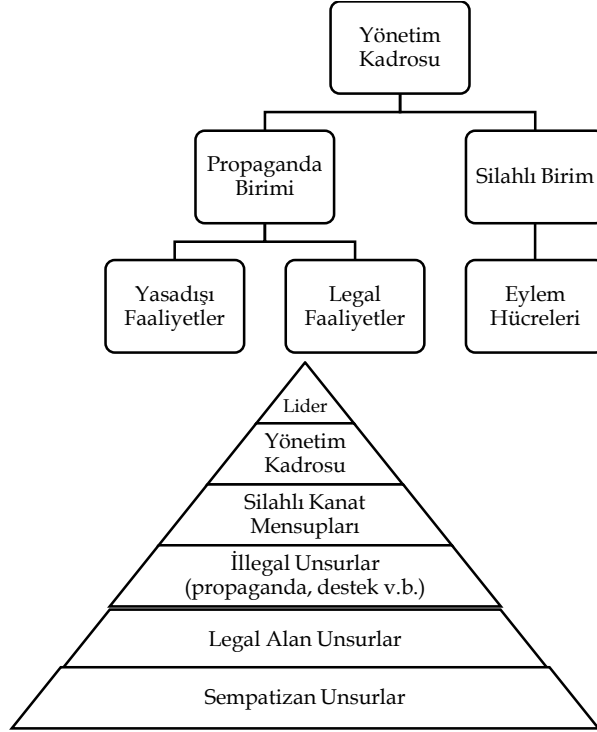 Yönetim
Kadrosu
Propaganda
Birimi
Silahlı Birim
Yasadışı
Faaliyetler
Legal
Faaliyetler
Eylem
Hücreleri
Lider
Yönetim
Kadrosu
Silahlı Kanat
Mensupları
İllegal Unsurlar
(propaganda, destek v.b.)
Legal Alan Unsurlar
Sempatizan Unsurlar